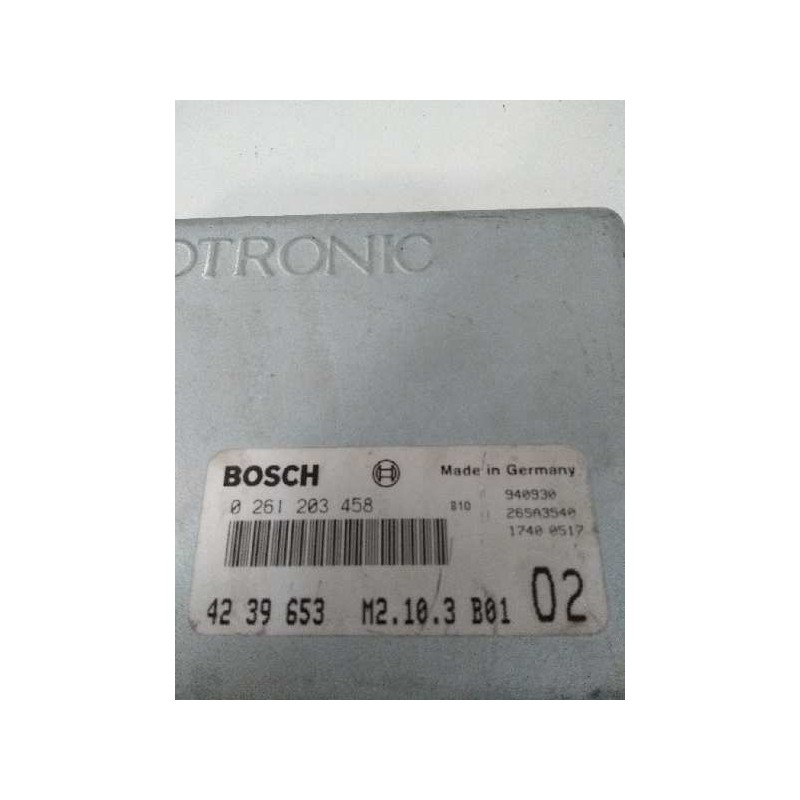 OTRONIC
BOSCH Made in Germany
0 261 203 458 B10 940930
26SA3540
1740 0517
42 39 653 M2.10.3 B01 02